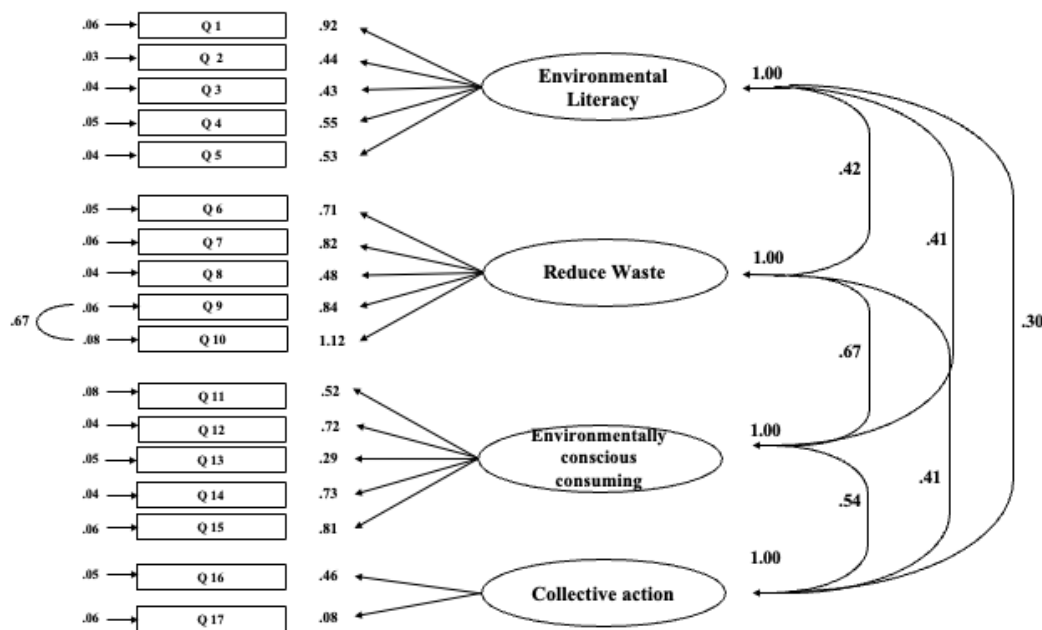 .06 Q 1 .92
.03 Q 2 .44
.04 Q 3 .43
.05 Q 4 .55
.04 Q 5 .53
Environmental
Literacy
1.00
.05 Q 6 .71
.06 Q 7 .82
.04 Q 8 .48
.06 Q 9 .84
.08 Q 10 1.12
.67
Reduce Waste
1.00
.08 Q 11 .52
.04 Q 12 .72
.05 Q 13 .29
.04 Q 14 .73
.06 Q 15 .81
Environmentally
conscious
consuming
1.00
.05 Q 16 .46
.06 Q 17 .08
Collective action
1.00
.42
.41
.30
.67
.41
.54